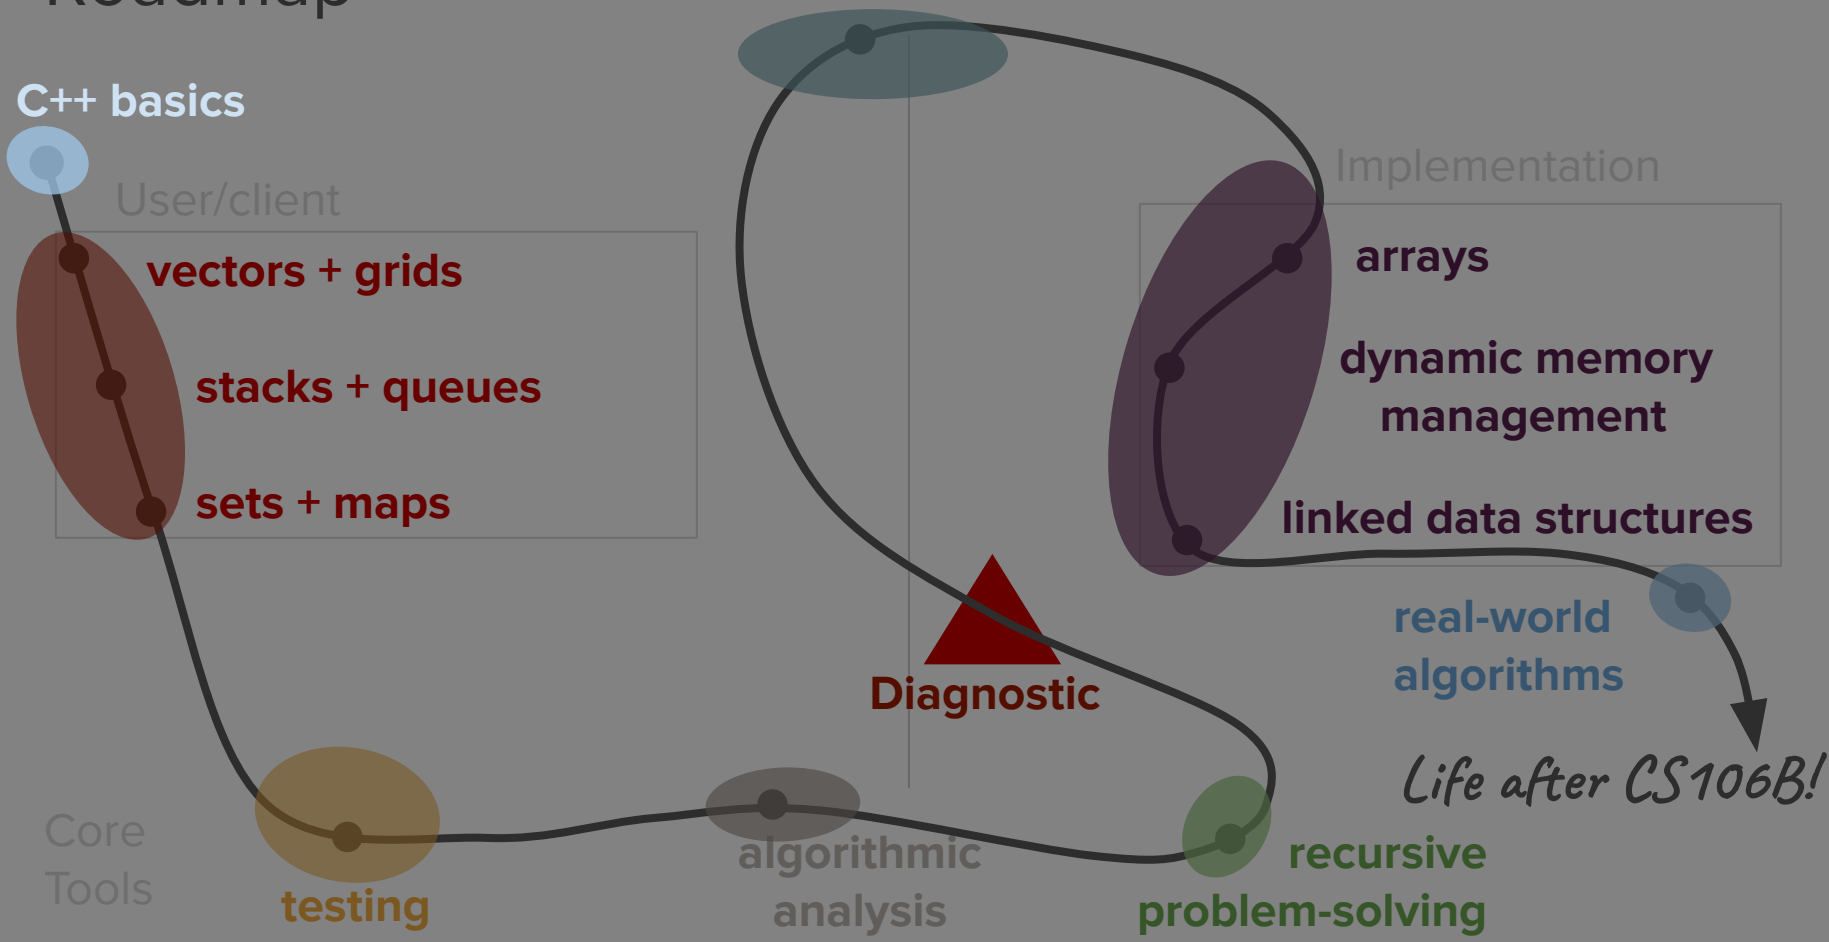 Roadmap
C++ basics
User/client
vectors + grids
stacks + queues
sets + maps
Implementation
arrays
dynamic memory
management
linked data structures
real-world
algorithms
Diagnostic
Life after CS106B!
Core
Tools
testing
algorithmic
analysis
recursive
problem-solving